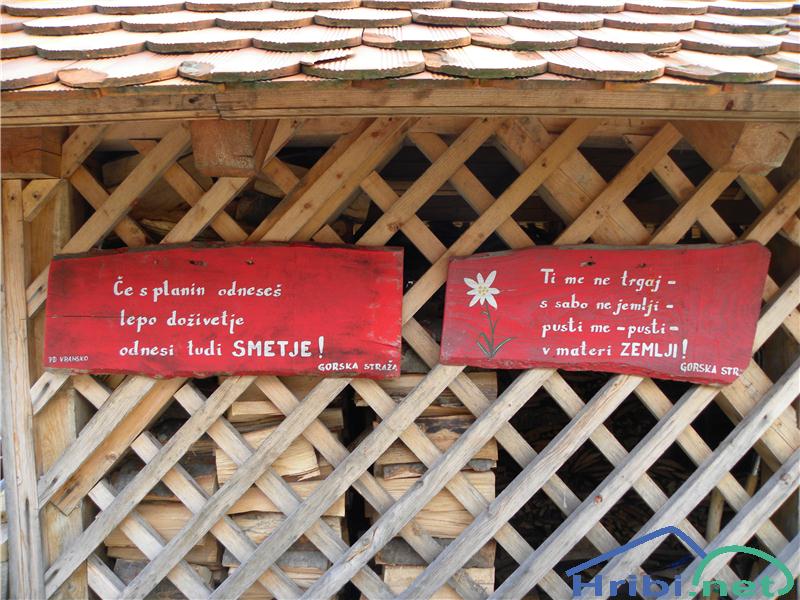 Če s planin odneseš
lepo doživetje
odnesi tudi SMETJE!
PD VRANSKO
GORSKA STRAŽA
Ti me ne trgaj -
s sabo ne jemlji -
pusti me - pusti -
v materi ZEMLJI!
GORSKA STR
Hribi.net